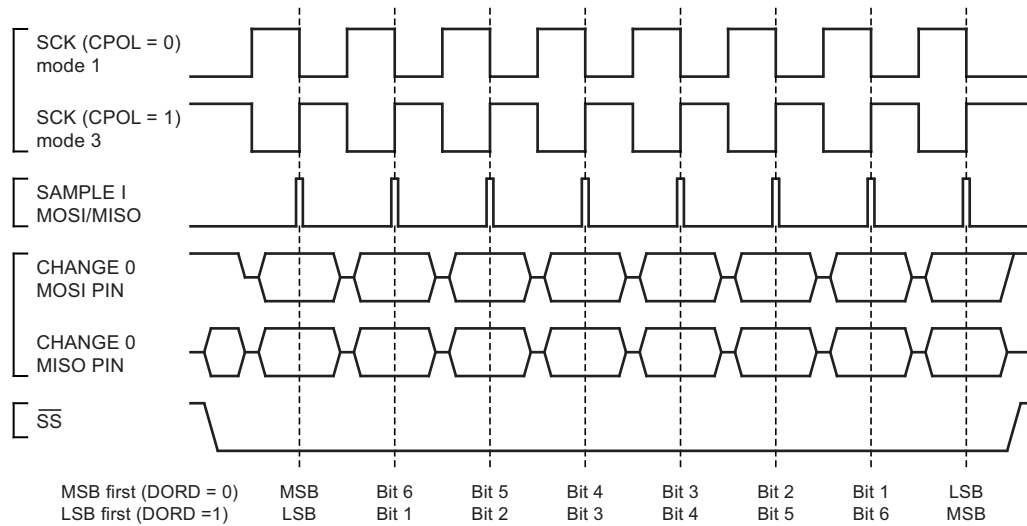 SCK (CPOL = 0)
mode 1
SCK (CPOL = 1)
mode 3
SAMPLE I
MOSI/MISO
CHANGE 0
MOSI PIN
CHANGE 0
MISO PIN
SS
MSB first (DORD = 0) MSB Bit 6 Bit 5 Bit 4 Bit 3 Bit 2 Bit 1 LSB
LSB first (DORD =1) LSB Bit 1 Bit 2 Bit 3 Bit 4 Bit 5 Bit 6 MSB